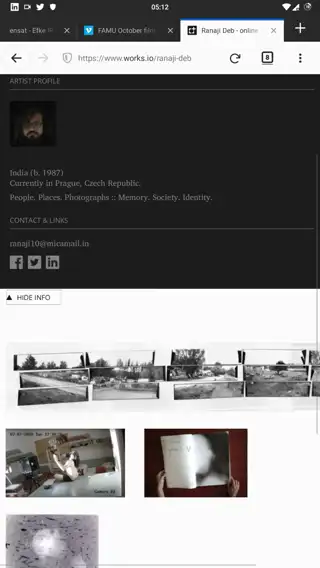 05:12
ensat - Elke
FAMU October film
Ranaji Deb - online
https://www.works.io/ranaji-deb
8
ARTIST PROFILE
India (b. 1987)
Currently in Prague, Czech Republic.
People. Places. Photographs :: Memory. Society. Identity.
CONTACT & LINKS
ranaji10@micamail.in
▲ HIDE INFO